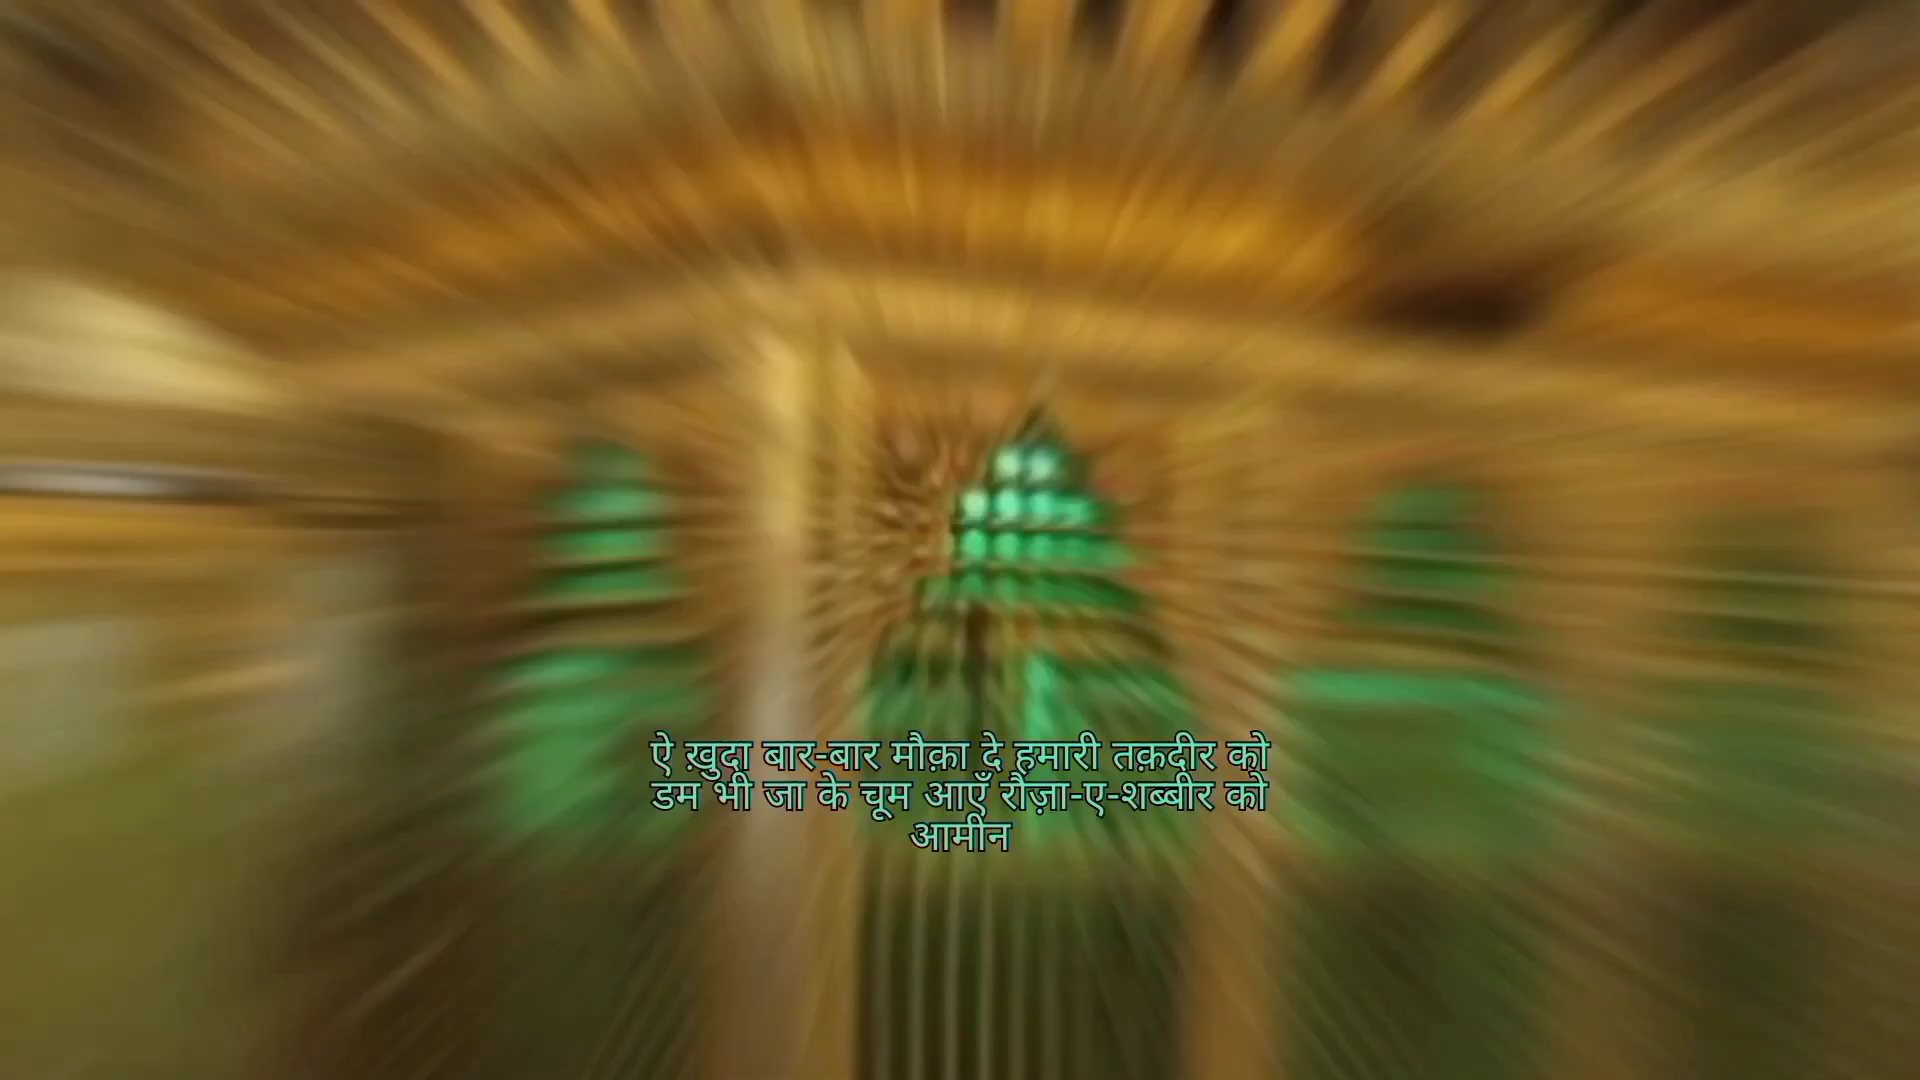 ऐ ख़ुदा बार-बार मौक़ा दे हमारी तक़दीर को
डम भी जा के चूम आएँ रौज़ा-ए-शब्बीर को
आमीन